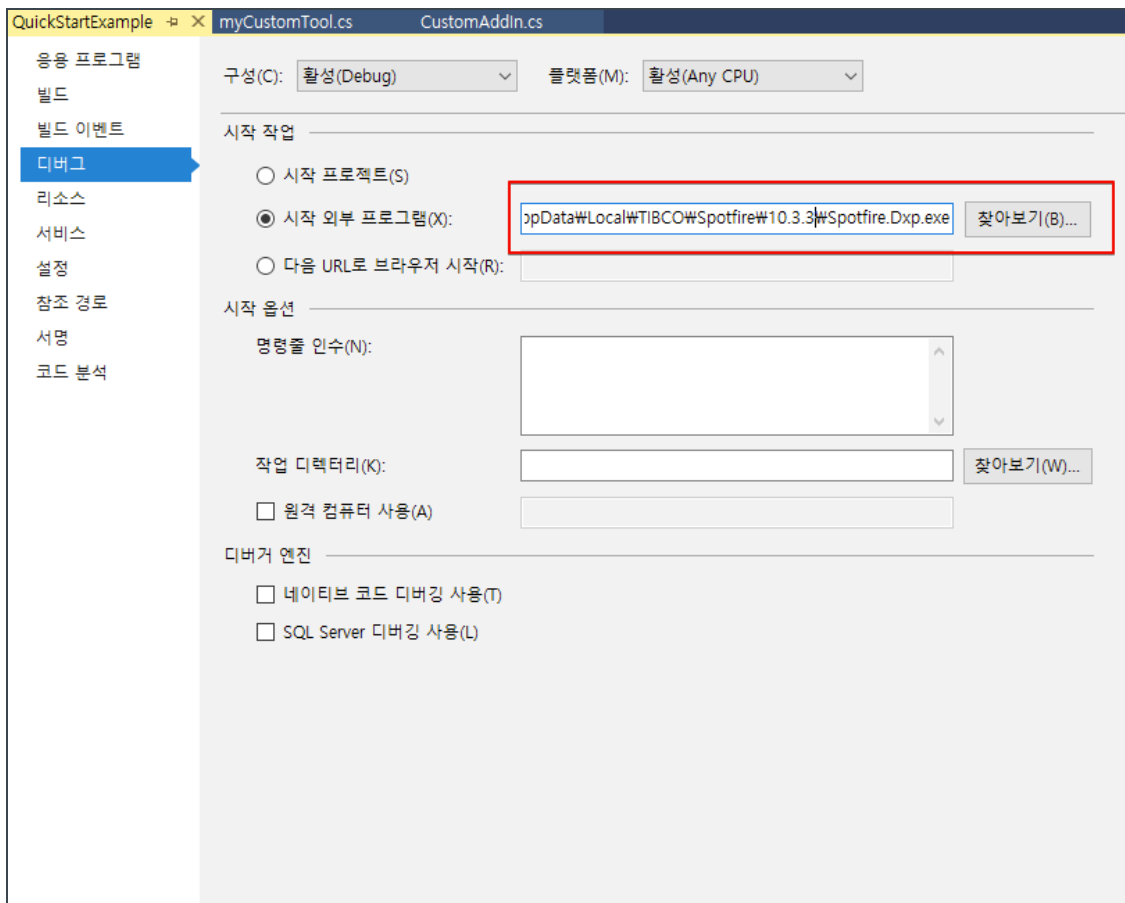 QuickStartExample myCustomTool.cs CustomAddIn.cs
응용 프로그램
빌드
빌드 이벤트
디버그
리소스
서비스
설정
참조 경로
서명
코드 분석
구성(C): 활성(Debug) 플랫폼(M): 활성(Any CPU)
시작 작업
시작 프로젝트(S)
시작 외부 프로그램(X): ppData₩Local₩TIBCO₩Spotfire₩10.3.3₩Spotfire.Dxp.exe 찾아보기(B)...
다음 URL로 브라우저 시작(R):
시작 옵션
명령줄 인수(N):
작업 디렉터리(K): 찾아보기(W)...
원격 컴퓨터 사용(A)
디버거 엔진
네이티브 코드 디버깅 사용(T)
SQL Server 디버깅 사용(L)